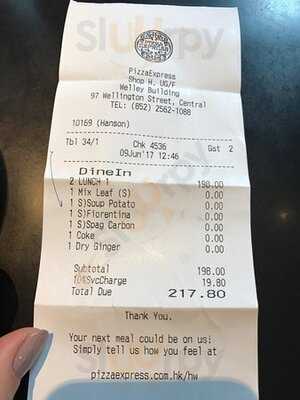 Sluurpy
PizzaExpress
Shop H. UG/F
Welley Building
97 Wellington Street, Central
TEL: (852) 2562-1088
10169 (Hanson)
Tbl 34/1 Chk 4536 Gst 2
09Jun'17 12:46
DineIn
2 LUNCH 1 198.00
1 Mix Leaf (S) 0.00
1 S)Soup Potato 0.00
1 S)Fiorentina 0.00
1 S)Spag Carbon 0.00
1 Coke 0.00
1 Dry Ginger 0.00
Subtotal 198.00
10%SvcCharge 19.80
Total Due 217.80
Thank You.
Your next meal could be on us:
Simply tell us how you feel at
pizzaexpress.com.hk/hw